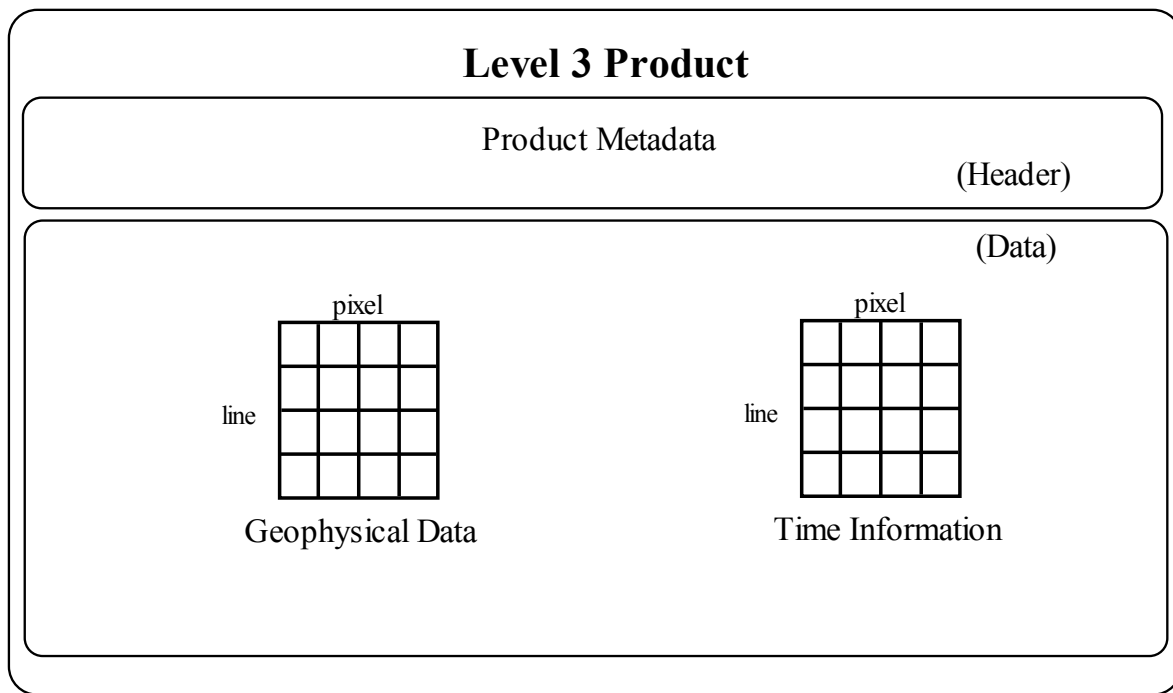 Level 3 Product
Product Metadata
(Header)
(Data)
pixel
line
Geophysical Data
pixel
line
Time Information